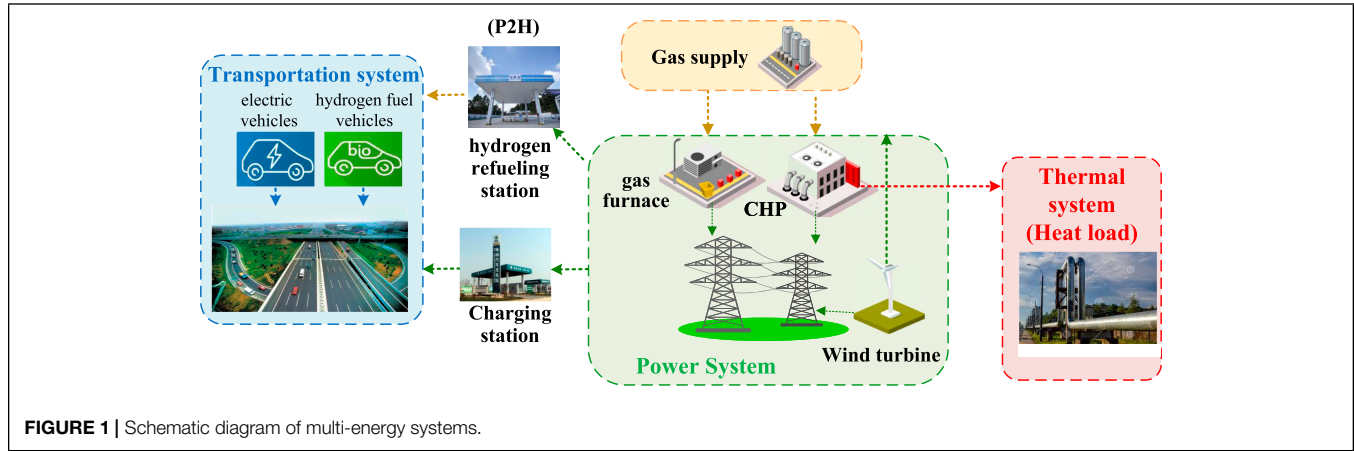 (P2H)
Gas supply
Transportation system
electric
vehicles
hydrogen fuel
vehicles
bio
hydrogen
refueling
station
gas
furnace
CHP
Thermal
system
(Heat load)
Charging
station
Wind turbine
Power System
FIGURE 1 | Schematic diagram of multi-energy systems.